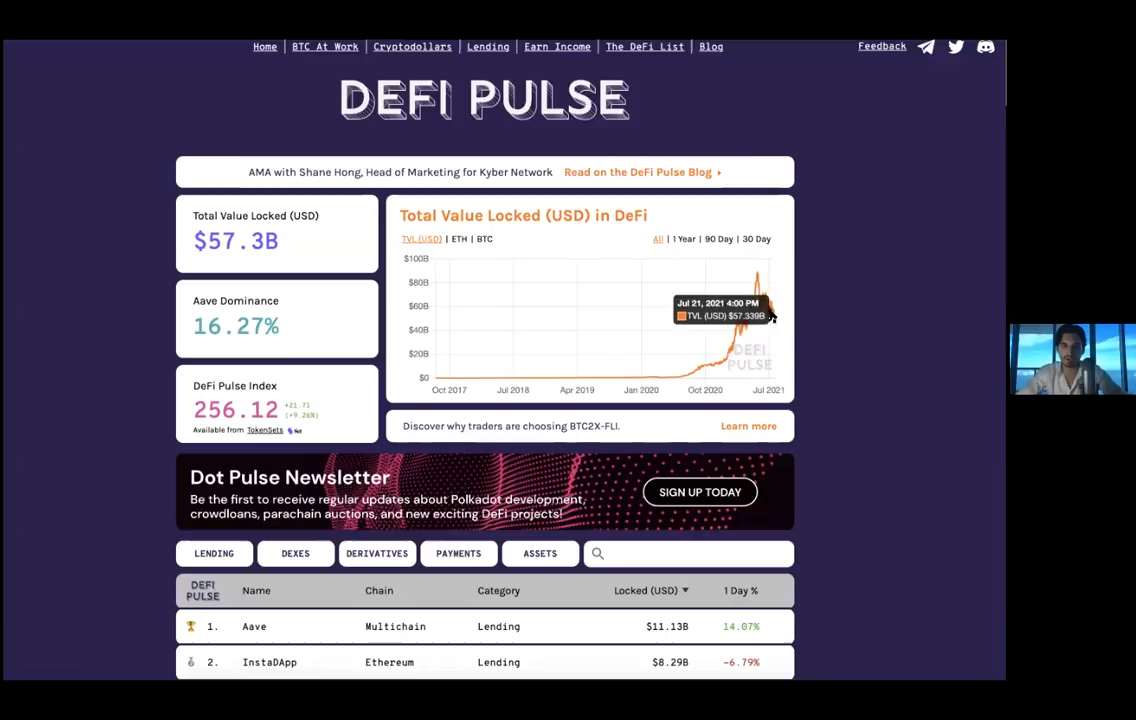 Home | BTC At Work | Cryptodollars | Lending | Earn Income | The DeFi List | Blog
Feedback
DEFI PULSE
AMA with Shane Hong, Head of Marketing for Kyber Network Read on the DeFi Pulse Blog
Total Value Locked (USD)
$57.3B
Aave Dominance
16.27%
DeFi Pulse Index
256.12 +21.71 (+9.26%)
Available from TokenSets Set
Total Value Locked (USD) in DeFi
TVL (USD) | ETH | BTC
All | 1 Year | 90 Day | 30 Day
$100B
$80B
$60B
$40B
$20B
$0
Jul 21, 2021 4:00 PM
TVL (USD) $57.339B
DEFI
PULSE
Oct 2017 Jul 2018 Apr 2019 Jan 2020 Oct 2020 Jul 2021
Discover why traders are choosing BTC2X-FLI. Learn more
Dot Pulse Newsletter
Be the first to receive regular updates about Polkadot development,
crowdloans, parachain auctions, and new exciting DeFi projects!
SIGN UP TODAY
LENDING DEXES DERIVATIVES PAYMENTS ASSETS
DEFI PULSE Name Chain Category Locked (USD) ▼ 1 Day %
1. Aave Multichain Lending $11.13B 14.07%
2. InstaDApp Ethereum Lending $8.29B -6.79%